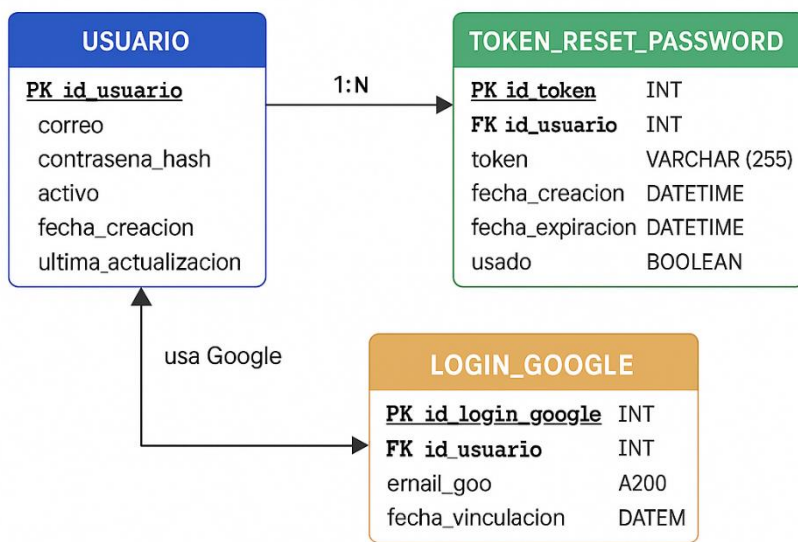 USUARIO
PK id_usuario
correo
contrasena_hash
activo
fecha_creacion
ultima_actualizacion
1:N
TOKEN_RESET_PASSWORD
PK id_token INT
FK id_usuario INT
token VARCHAR (255)
fecha_creacion DATETIME
fecha_expiracion DATETIME
usado BOOLEAN
usa Google
LOGIN_GOOGLE
PK id_login_google INT
FK id_usuario INT
ernail_goo A200
fecha_vinculacion DATEM